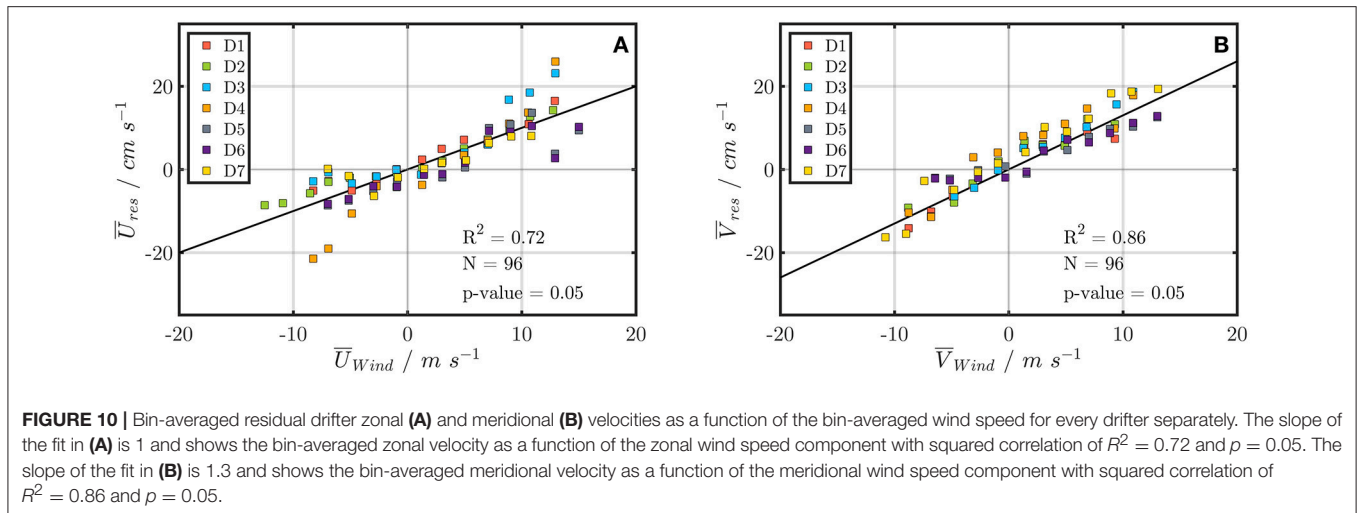 A
D1
D2
D3
D4
D5
D6
D7
20
0
-20
U̅res / cm s⁻¹
R² = 0.72
N = 96
p-value = 0.05
-20 -10 0 10 20
U̅Wind / m s⁻¹
B
D1
D2
D3
D4
D5
D6
D7
20
0
-20
V̅res / cm s⁻¹
R² = 0.86
N = 96
p-value = 0.05
-20 -10 0 10 20
V̅Wind / m s⁻¹
FIGURE 10 | Bin-averaged residual drifter zonal (A) and meridional (B) velocities as a function of the bin-averaged wind speed for every drifter separately. The slope of
the fit in (A) is 1 and shows the bin-averaged zonal velocity as a function of the zonal wind speed component with squared correlation of R² = 0.72 and p = 0.05. The
slope of the fit in (B) is 1.3 and shows the bin-averaged meridional velocity as a function of the meridional wind speed component with squared correlation of
R² = 0.86 and p = 0.05.